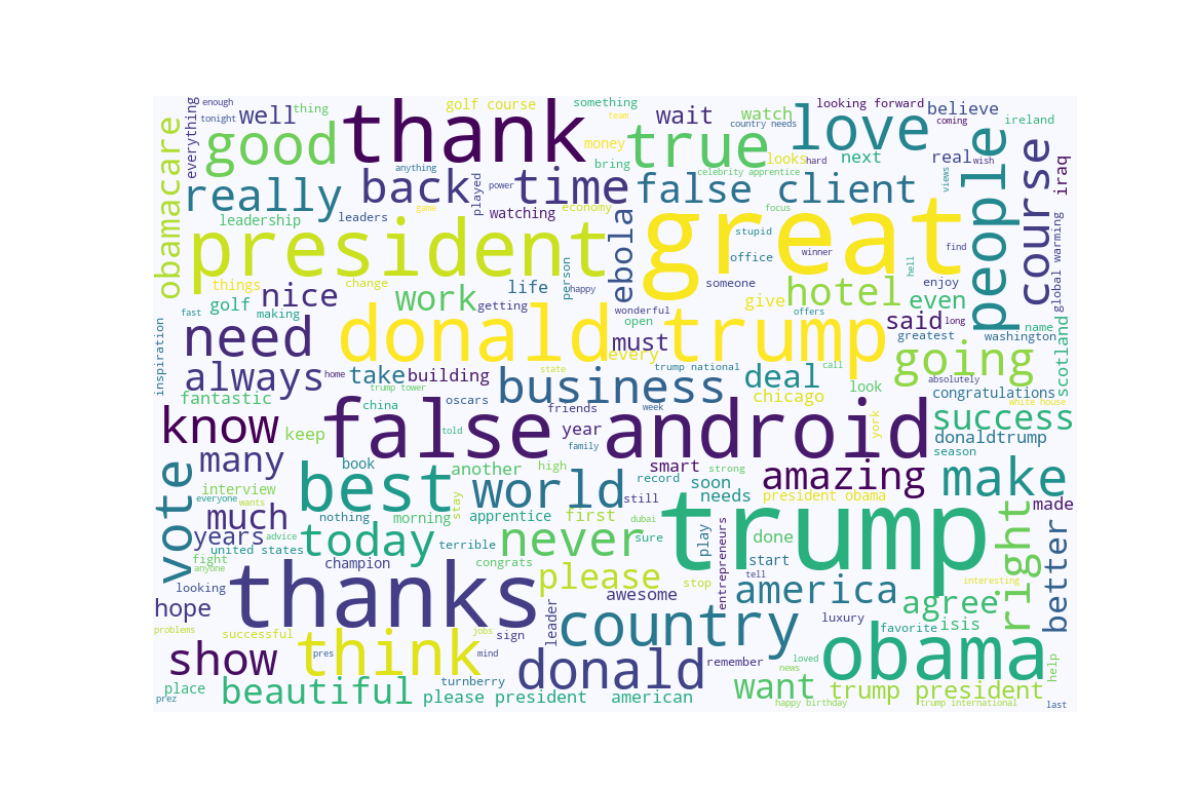 enough
tonight
everything
obamacare
well
thing
good
thank
golf course
something
team
money
wait
watch
country needs
true
looks
hard
love
looking forward
believe
coming
ireland
next
real
wish
people
views
course
iraq
really
anything
back
played
power
time
bring
false client
celebrity apprentice
leadership
leaders
game
watching
economy
focus
president
ebola
great
stupid
office
winner
find
hell
global warming
things
change
person
life
someone
golf
nice
work
getting
happy
wonderful
give
hotel
even
enjoy
fast
making
open
offers
said
long
name
need
donald trump
must
every
greatest
washington
scotland
inspiration
always
home
take
building
state
trump national
deal
call
look
going
absolutely
congratulations
fantastic
trump tower
business
chicago
white house
china
oscars
friends
week
know
keep
false android
told
year
family
york
success
donaldtrump
season
many
book
another
high
smart
strong
best
world
record
soon
amazing
make
vote
interview
everyone
wants
stay
still
needs
president obama
made
much
nothing
morning
apprentice
first
dubai
trump
years
advice
today
never
sure
play
done
right
better
united states
terrible
fight
anyone
champion
congrats
please
entrepreneurs
start
looking
thanks
stop
tell
interesting
hope
awesome
america
agree
problems
successful
jobs
sign
leader
country
luxury
favorite
isis
show
think
pres
mind
donald
remember
loved
news
obama
help
place
turnberry
prez
beautiful
please president
american
want
trump president
happy birthday
trump international
last